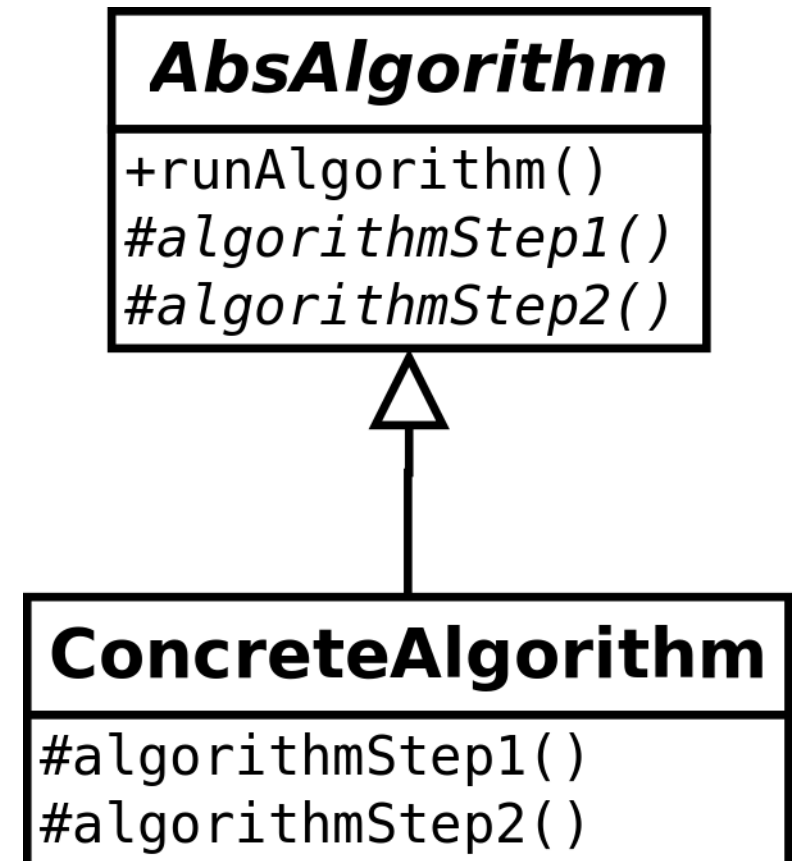 AbsAlgorithm
+runAlgorithm()
#algorithmStep1()
#algorithmStep2()
ConcreteAlgorithm
#algorithmStep1()
#algorithmStep2()